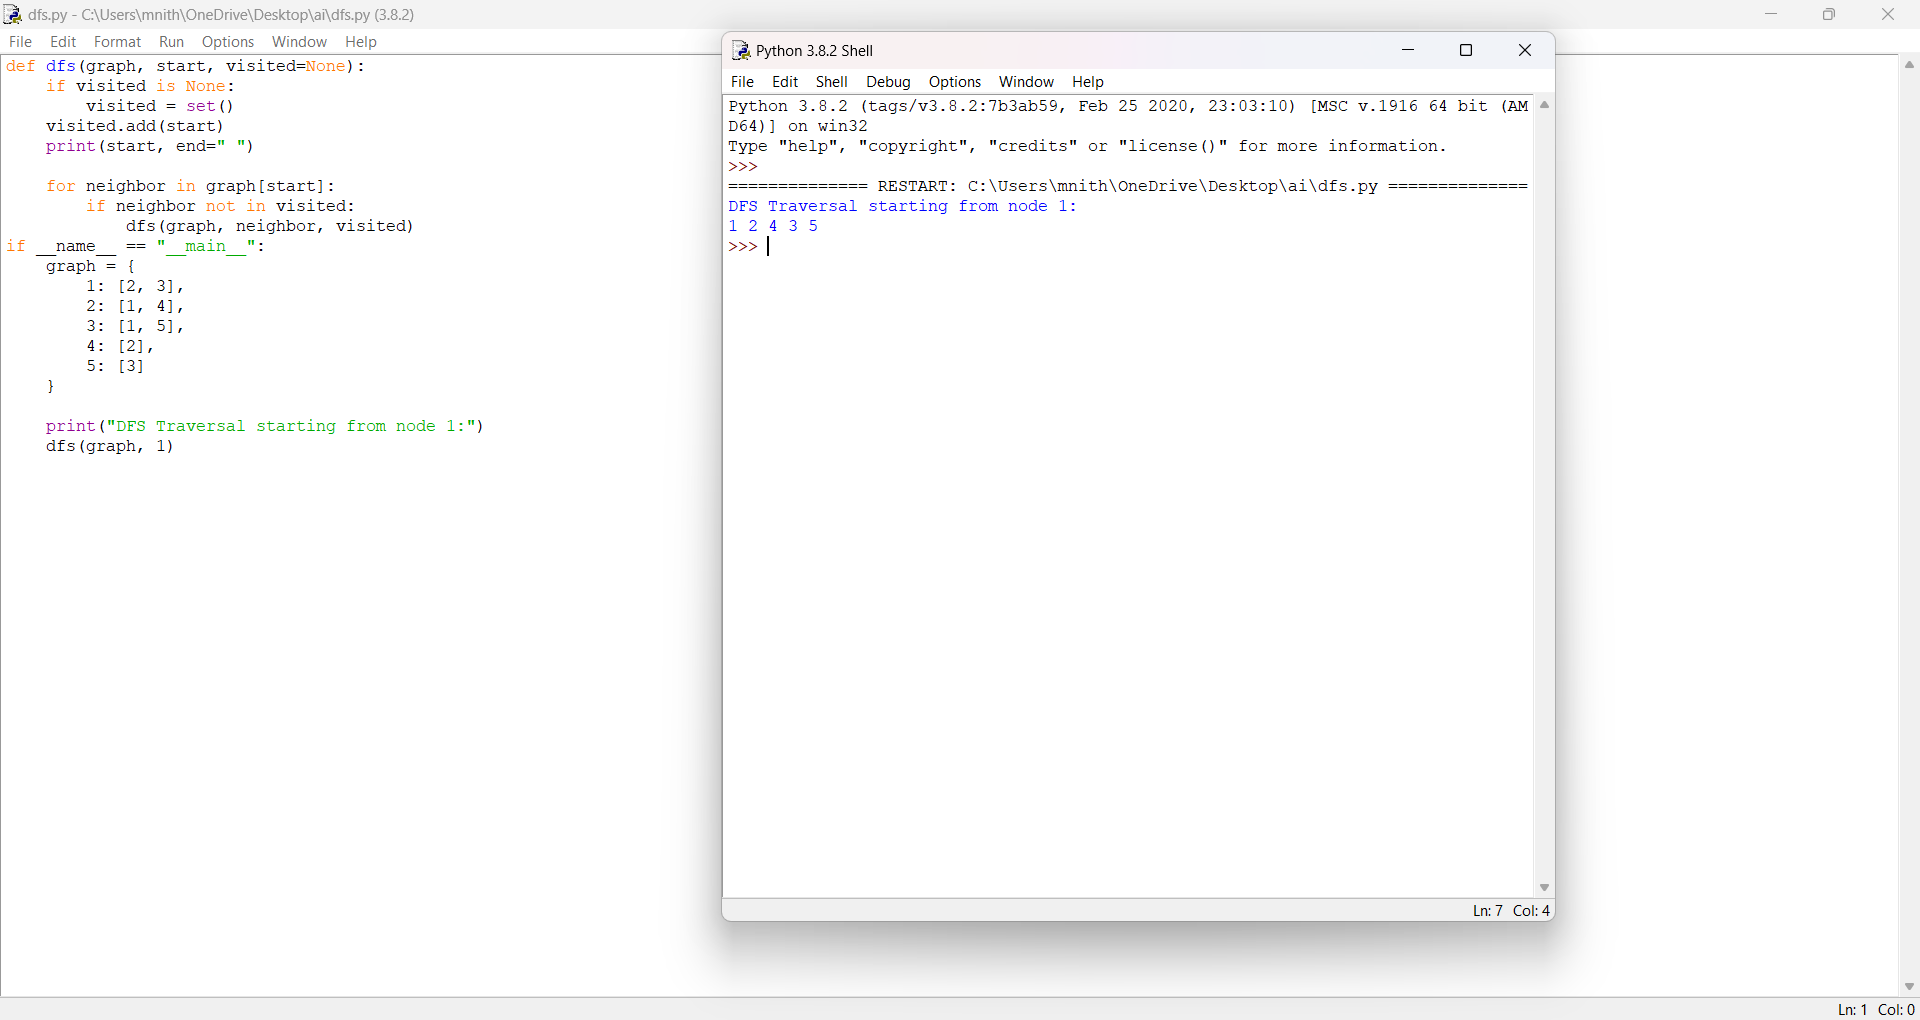 dfs.py - C:\Users\mnith\OneDrive\Desktop\ai\dfs.py (3.8.2)
File Edit Format Run Options Window Help
def dfs(graph, start, visited=None):
    if visited is None:
        visited = set()
    visited.add(start)
    print(start, end=" ")

    for neighbor in graph[start]:
        if neighbor not in visited:
            dfs(graph, neighbor, visited)
if __name__ == "__main__":
    graph = {
        1: [2, 3],
        2: [1, 4],
        3: [1, 5],
        4: [2],
        5: [3]
    }

    print("DFS Traversal starting from node 1:")
    dfs(graph, 1)
Ln: 1 Col: 0
Python 3.8.2 Shell
File Edit Shell Debug Options Window Help
Python 3.8.2 (tags/v3.8.2:7b3ab59, Feb 25 2020, 23:03:10) [MSC v.1916 64 bit (AM
D64)] on win32
Type "help", "copyright", "credits" or "license()" for more information.
>>>
============== RESTART: C:\Users\mnith\OneDrive\Desktop\ai\dfs.py ==============
DFS Traversal starting from node 1:
1 2 4 3 5
>>>
Ln: 7 Col: 4